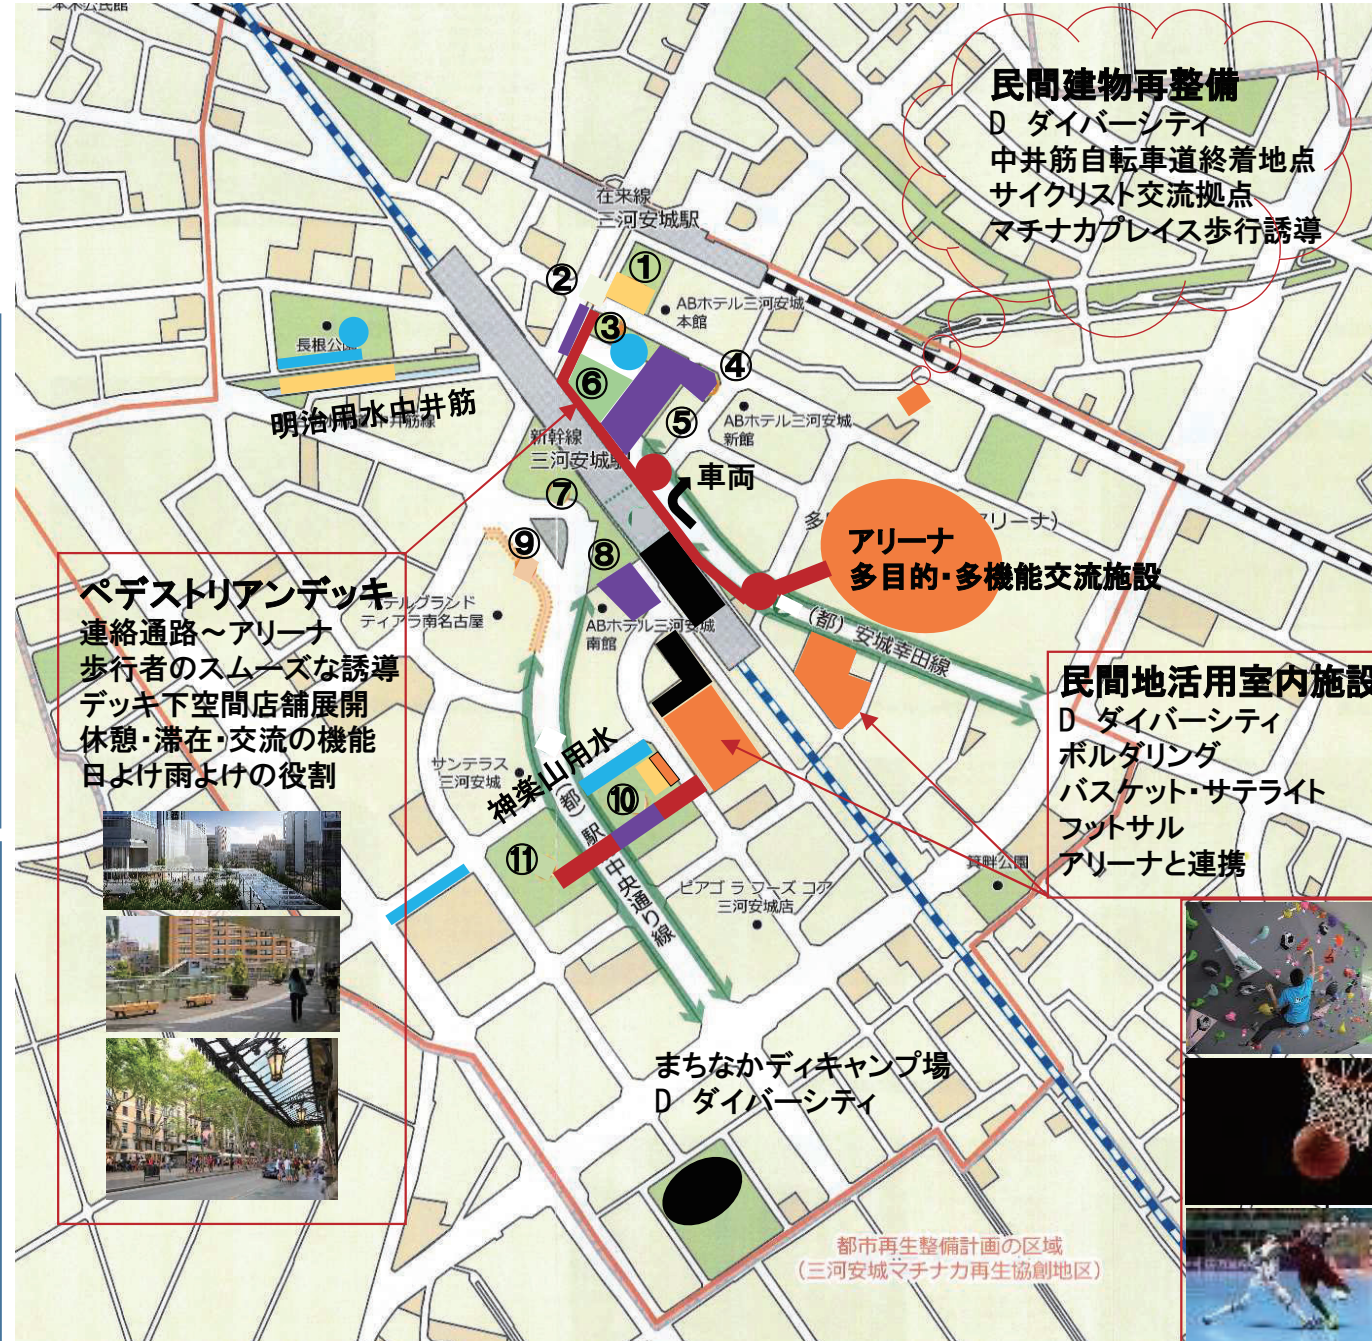 二本木公民館
民間建物再整備
D ダイバーシティ
中井筋自転車道終着地点
サイクリスト交流拠点
マチナカプレイス歩行誘導
在来線
三河安城駅
①
②
ABホテル三河安城
本館
③
長根公園
④
⑥
明治用水中井筋
⑤
ABホテル三河安城
新館
新幹線
三河安城駅
車両
⑦
多
アリーナ）
アリーナ
多目的・多機能交流施設
⑨
⑧
ペデストリアンデッキ
連絡通路～アリーナ
歩行者のスムーズな誘導
デッキ下空間店舗展開
休憩・滞在・交流の機能
日よけ雨よけの役割
ホテルグランド
ティアラ南名古屋
ABホテル三河安城
南館
（都）安城幸田線
民間地活用室内施設
D ダイバーシティ
ボルダリング
バスケット・サテライト
フットサル
アリーナと連携
サンテラス
三河安城
神楽山用水
（都）駅中央通り線
⑩
⑪
ピアゴ ラ フーズ コア
三河安城店
箕畔公園
まちなかディキャンプ場
D ダイバーシティ
都市再生整備計画の区域
（三河安城マチナカ再生協創地区）